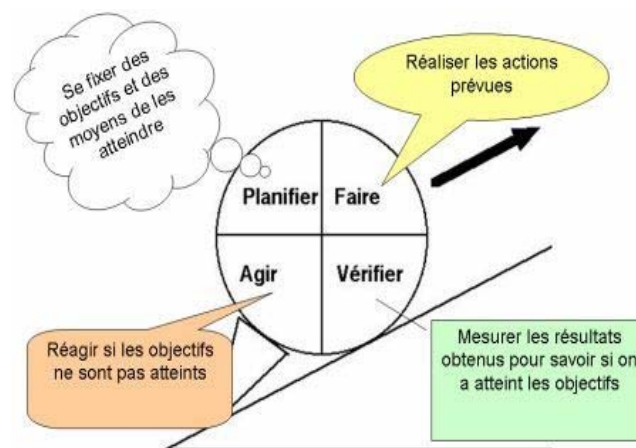 Se fixer des
objectifs et des
moyens de les
atteindre
Réaliser les actions
prévues
Planifier
Faire
Agir
Vérifier
Réagir si les objectifs
ne sont pas atteints
Mesurer les résultats
obtenus pour savoir si on
a atteint les objectifs